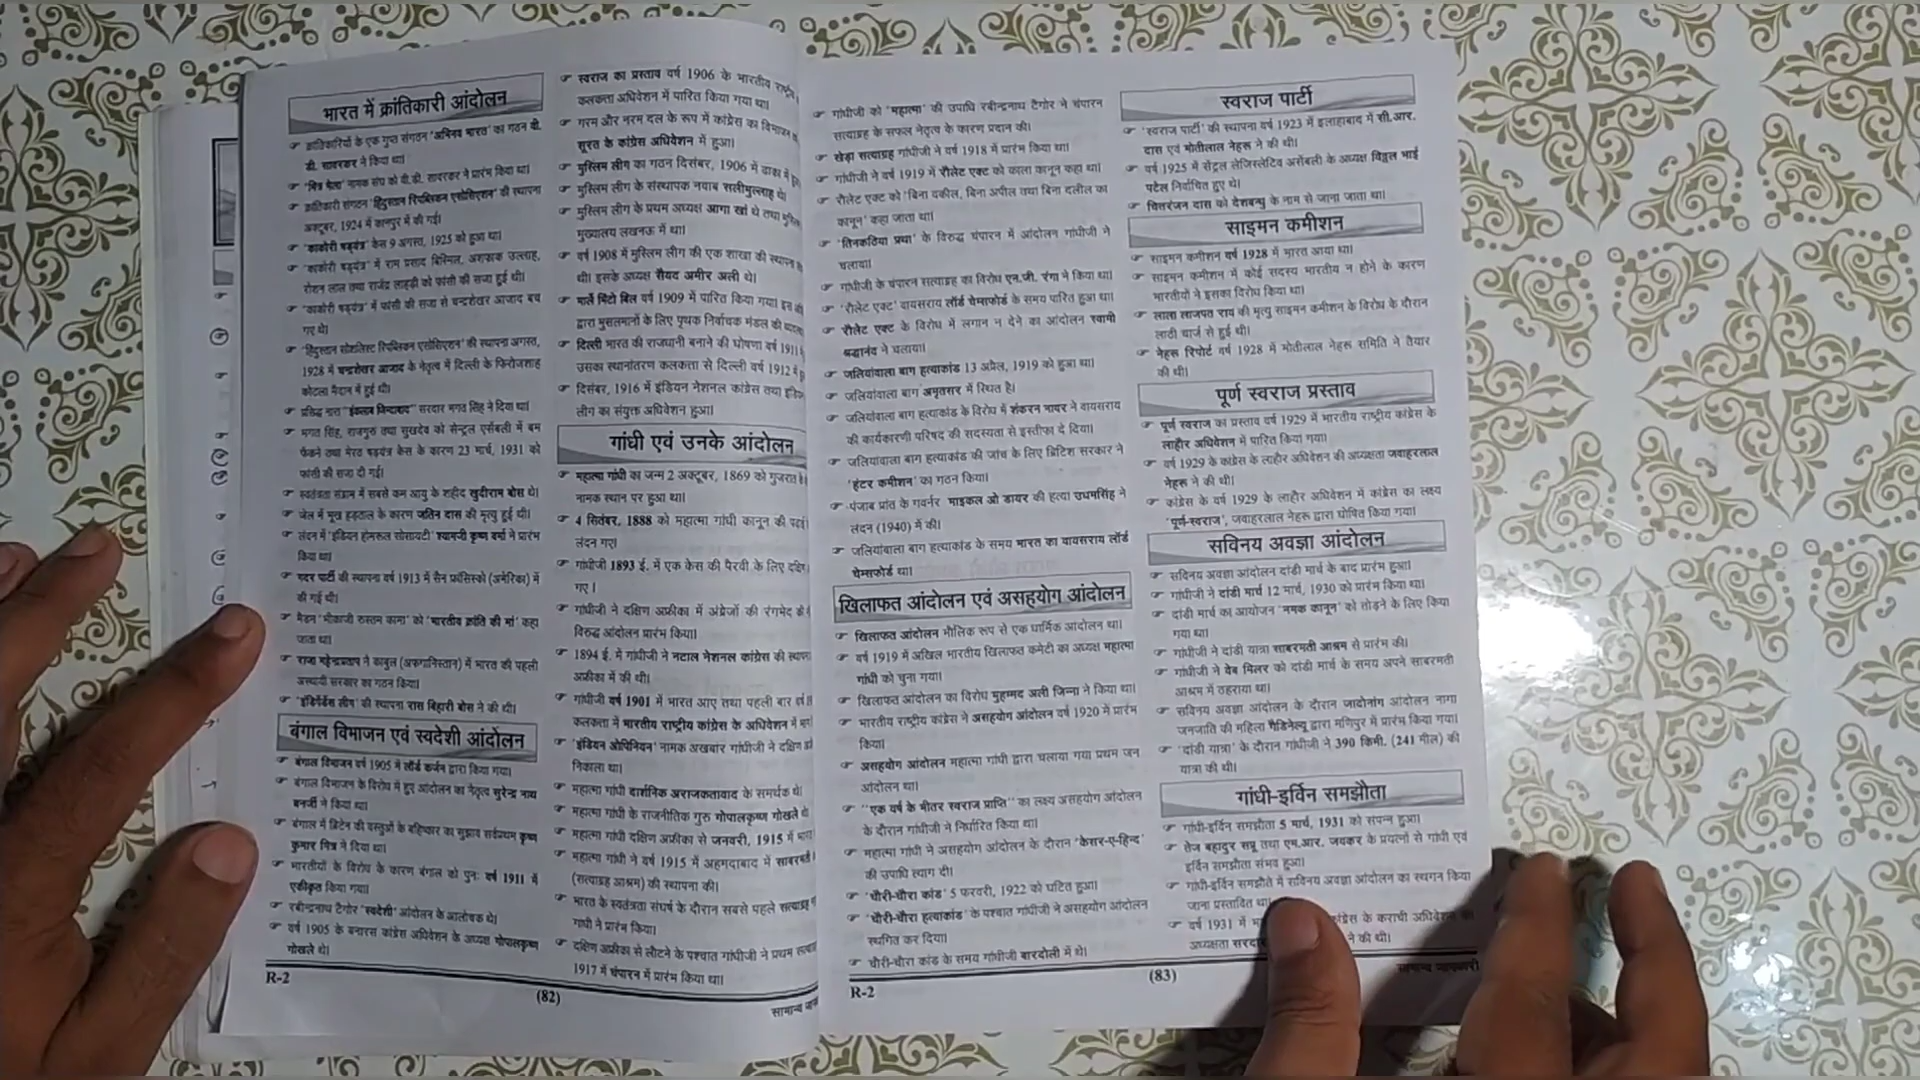 भारत में क्रांतिकारी आंदोलन
☞ क्रांतिकारियों के एक गुप्त संगठन 'अभिनव भारत' का गठन वी.
डी. सावरकर ने किया था।
☞ 'मित्र मेला' नामक संघ को वी.डी. सावरकर ने प्रारंभ किया था।
☞ क्रांतिकारी संगठन 'हिंदुस्तान रिपब्लिकन एसोसिएशन' की स्थापना
अक्टूबर, 1924 में कानपुर में की गई।
☞ 'काकोरी षड्यंत्र' केस 9 अगस्त, 1925 को हुआ था।
☞ 'काकोरी षड्यंत्र' में राम प्रसाद बिस्मिल, अशफाक उल्लाह,
रोशन लाल तथा राजेंद्र लाहड़ी को फांसी की सजा हुई थी।
☞ 'काकोरी षड्यंत्र' में फांसी की सजा से चन्द्रशेखर आजाद बच
गए थे।
☞ 'हिंदुस्तान सोशलिस्ट रिपब्लिकन एसोसिएशन' की स्थापना अगस्त,
1928 में चन्द्रशेखर आजाद के नेतृत्व में दिल्ली के फिरोजशाह
कोटला मैदान में हुई थी।
☞ प्रसिद्ध नारा "इंकलाब जिन्दाबाद" सरदार भगत सिंह ने दिया था।
☞ भगत सिंह, राजगुरु तथा सुखदेव को सेन्ट्रल एसेंबली में बम
फेंकने तथा मेरठ षड्यंत्र केस के कारण 23 मार्च, 1931 को
फांसी की सजा दी गई।
☞ स्वतंत्रता संग्राम में सबसे कम आयु के शहीद खुदीराम बोस थे।
☞ जेल में भूख हड़ताल के कारण जतिन दास की मृत्यु हुई थी।
☞ लंदन में 'इंडियन होमरूल सोसायटी' श्यामजी कृष्ण वर्मा ने प्रारंभ
किया था।
☞ गदर पार्टी की स्थापना वर्ष 1913 में सैन फ्रांसिस्को (अमेरिका) में
की गई थी।
☞ मैडम 'भीकाजी रुस्तम कामा' को 'भारतीय क्रांति की मां' कहा
जाता था।
☞ राजा महेन्द्रप्रताप ने काबुल (अफगानिस्तान) में भारत की पहली
अस्थायी सरकार का गठन किया।
☞ 'इंडिपेंडेंस लीग' की स्थापना रास बिहारी बोस ने की थी।
बंगाल विभाजन एवं स्वदेशी आंदोलन
☞ बंगाल विभाजन वर्ष 1905 में लॉर्ड कर्जन द्वारा किया गया।
☞ बंगाल विभाजन के विरोध में हुए आंदोलन का नेतृत्व सुरेन्द्र नाथ
बनर्जी ने किया था।
☞ बंगाल में ब्रिटेन की वस्तुओं के बहिष्कार का सुझाव सर्वप्रथम कृष्ण
कुमार मित्र ने दिया था।
☞ भारतीयों के विरोध के कारण बंगाल को पुनः वर्ष 1911 में
एकीकृत किया गया।
☞ रबीन्द्रनाथ टैगोर 'स्वदेशी' आंदोलन के आलोचक थे।
☞ वर्ष 1905 के बनारस कांग्रेस अधिवेशन के अध्यक्ष गोपालकृष्ण
गोखले थे।
☞ स्वराज का प्रस्ताव वर्ष 1906 के भारतीय राष्ट्रीय
कलकता अधिवेशन में पारित किया गया था।
☞ गरम और नरम दल के रूप में कांग्रेस का विभाजन
सूरत के कांग्रेस अधिवेशन में हुआ।
☞ मुस्लिम लीग का गठन दिसंबर, 1906 में ढाका में
☞ मुस्लिम लीग के संस्थापक नवाब सलीमुल्लाह थे।
☞ मुस्लिम लीग के प्रथम अध्यक्ष आगा खां थे तथा
मुख्यालय लखनऊ में था।
☞ वर्ष 1908 में मुस्लिम लीग की एक शाखा की स्थापना
थी। इसके अध्यक्ष सैयद अमीर अली थे।
☞ मार्ले मिंटो बिल वर्ष 1909 में पारित किया गया। इस
द्वारा मुसलमानों के लिए पृथक निर्वाचक मंडल की
☞ दिल्ली भारत की राजधानी बनाने की घोषणा वर्ष 1911
उसका स्थानांतरण कलकता से दिल्ली वर्ष 1912 में
☞ दिसंबर, 1916 में इंडियन नेशनल कांग्रेस तथा
लीग का संयुक्त अधिवेशन हुआ।
गांधी एवं उनके आंदोलन
☞ महात्मा गांधी का जन्म 2 अक्टूबर, 1869 को गुजरात
नामक स्थान पर हुआ था।
☞ 4 सितंबर, 1888 को महात्मा गांधी कानून की
लंदन गए।
☞ गांधीजी 1893 ई. में एक केस की पैरवी के लिए
गए।
☞ गांधीजी ने दक्षिण अफ्रीका में अंग्रेजों की रंगभेद
विरुद्ध आंदोलन प्रारंभ किया।
☞ 1894 ई. में गांधीजी ने नटाल नेशनल कांग्रेस की
अफ्रीका में की थी।
☞ गांधीजी वर्ष 1901 में भारत आए तथा पहली बार
कलकता में भारतीय राष्ट्रीय कांग्रेस के अधिवेशन में
☞ 'इंडियन ओपिनियन' नामक अखबार गांधीजी ने दक्षिण
निकाला था।
☞ महात्मा गांधी दार्शनिक अराजकतावाद के समर्थक थे।
☞ महात्मा गांधी के राजनीतिक गुरु गोपालकृष्ण गोखले थे
☞ महात्मा गांधी दक्षिण अफ्रीका से जनवरी, 1915 में
☞ महात्मा गांधी ने वर्ष 1915 में अहमदाबाद में
(सत्याग्रह आश्रम) की स्थापना की।
☞ भारत के स्वतंत्रता संघर्ष के दौरान सबसे पहले सत्याग्रह
गांधी ने प्रारंभ किया।
☞ दक्षिण अफ्रीका से लौटने के पश्चात गांधीजी ने प्रथम
1917 में चंपारन में प्रारंभ किया था।
R-2
(82)
सामान्य
☞ गांधीजी को 'महात्मा' की उपाधि रबीन्द्रनाथ टैगोर ने चंपारन
सत्याग्रह के सफल नेतृत्व के कारण प्रदान की।
☞ खेड़ा सत्याग्रह गांधीजी ने वर्ष 1918 में प्रारंभ किया था।
☞ गांधीजी ने वर्ष 1919 में रौलेट एक्ट को काला कानून कहा था।
☞ रौलेट एक्ट को 'बिना वकील, बिना अपील तथा बिना दलील का
कानून' कहा जाता था।
☞ 'तिनकठिया प्रथा' के विरुद्ध चंपारन में आंदोलन गांधीजी ने
चलाया।
☞ गांधीजी के चंपारन सत्याग्रह का विरोध एन.जी. रंगा ने किया था।
☞ 'रौलेट एक्ट' वायसराय लॉर्ड चेम्सफोर्ड के समय पारित हुआ था।
☞ रौलेट एक्ट के विरोध में लगान न देने का आंदोलन स्वामी
श्रद्धानंद ने चलाया।
☞ जलियांवाला बाग हत्याकांड 13 अप्रैल, 1919 को हुआ था।
☞ जलियांवाला बाग अमृतसर में स्थित है।
☞ जलियांवाला बाग हत्याकांड के विरोध में शंकरन नायर ने वायसराय
की कार्यकारणी परिषद की सदस्यता से इस्तीफा दे दिया।
☞ जलियांवाला बाग हत्याकांड की जांच के लिए ब्रिटिश सरकार ने
'हंटर कमीशन' का गठन किया।
☞ पंजाब प्रांत के गवर्नर माइकल ओ डायर की हत्या उधमसिंह ने
लंदन (1940) में की।
☞ जलियांवाला बाग हत्याकांड के समय भारत का वायसराय लॉर्ड
चेम्सफोर्ड था।
खिलाफत आंदोलन एवं असहयोग आंदोलन
☞ खिलाफत आंदोलन मौलिक रूप से एक धार्मिक आंदोलन था।
☞ वर्ष 1919 में अखिल भारतीय खिलाफत कमेटी का अध्यक्ष महात्मा
गांधी को चुना गया।
☞ खिलाफत आंदोलन का विरोध मुहम्मद अली जिन्ना ने किया था।
☞ भारतीय राष्ट्रीय कांग्रेस ने असहयोग आंदोलन वर्ष 1920 में प्रारंभ
किया।
☞ असहयोग आंदोलन महात्मा गांधी द्वारा चलाया गया प्रथम जन
आंदोलन था।
☞ "एक वर्ष के भीतर स्वराज प्राप्ति" का लक्ष्य असहयोग आंदोलन
के दौरान गांधीजी ने निर्धारित किया था।
☞ महात्मा गांधी ने असहयोग आंदोलन के दौरान 'केसर-ए-हिन्द'
की उपाधि त्याग दी।
☞ 'चौरी-चौरा कांड' 5 फरवरी, 1922 को घटित हुआ।
☞ 'चौरी-चौरा हत्याकांड' के पश्चात गांधीजी ने असहयोग आंदोलन
स्थगित कर दिया।
☞ चौरी-चौरा कांड के समय गांधीजी बारदोली में थे।
स्वराज पार्टी
☞ 'स्वराज पार्टी' की स्थापना वर्ष 1923 में इलाहाबाद में सी.आर.
दास एवं मोतीलाल नेहरू ने की थी।
☞ वर्ष 1925 में सेंट्रल लेजिस्लेटिव असेंबली के अध्यक्ष विट्ठल भाई
पटेल निर्वाचित हुए थे।
☞ चित्तरंजन दास को देशबन्धु के नाम से जाना जाता था।
साइमन कमीशन
☞ साइमन कमीशन वर्ष 1928 में भारत आया था।
☞ साइमन कमीशन में कोई सदस्य भारतीय न होने के कारण
भारतीयों ने इसका विरोध किया था।
☞ लाला लाजपत राय की मृत्यु साइमन कमीशन के विरोध के दौरान
लाठी चार्ज से हुई थी।
☞ नेहरू रिपोर्ट वर्ष 1928 में मोतीलाल नेहरू समिति ने तैयार
की थी।
पूर्ण स्वराज प्रस्ताव
☞ पूर्ण स्वराज का प्रस्ताव वर्ष 1929 में भारतीय राष्ट्रीय कांग्रेस के
लाहौर अधिवेशन में पारित किया गया।
☞ वर्ष 1929 के कांग्रेस के लाहौर अधिवेशन की अध्यक्षता जवाहरलाल
नेहरू ने की थी।
☞ कांग्रेस के वर्ष 1929 के लाहौर अधिवेशन में कांग्रेस का लक्ष्य
'पूर्ण-स्वराज', जवाहरलाल नेहरू द्वारा घोषित किया गया।
सविनय अवज्ञा आंदोलन
☞ सविनय अवज्ञा आंदोलन दांडी मार्च के बाद प्रारंभ हुआ।
☞ गांधीजी ने दांडी मार्च 12 मार्च, 1930 को प्रारंभ किया था।
☞ दांडी मार्च का आयोजन 'नमक कानून' को तोड़ने के लिए किया
गया था।
☞ गांधीजी ने दांडी यात्रा साबरमती आश्रम से प्रारंभ की।
☞ गांधीजी ने वेब मिलर को दांडी मार्च के समय अपने साबरमती
आश्रम में ठहराया था।
☞ सविनय अवज्ञा आंदोलन के दौरान जादोनांग आंदोलन नागा
जनजाति की महिला गैडिनेल्यू द्वारा मणिपुर में प्रारंभ किया गया।
☞ 'दांडी यात्रा' के दौरान गांधीजी ने 390 किमी. (241 मील) की
यात्रा की थी।
गांधी-इर्विन समझौता
☞ गांधी-इर्विन समझौता 5 मार्च, 1931 को संपन्न हुआ।
☞ तेज बहादुर सप्रू तथा एम.आर. जयकर के प्रयत्नों से गांधी एवं
इर्विन समझौता संभव हुआ।
☞ गांधी-इर्विन समझौते में सविनय अवज्ञा आंदोलन का स्थगन किया
जाना प्रस्तावित था।
☞ वर्ष 1931 में कांग्रेस के कराची अधिवेशन
अध्यक्षता सरदार ने की थी।
R-2
(83)
सामान्य जानकारी